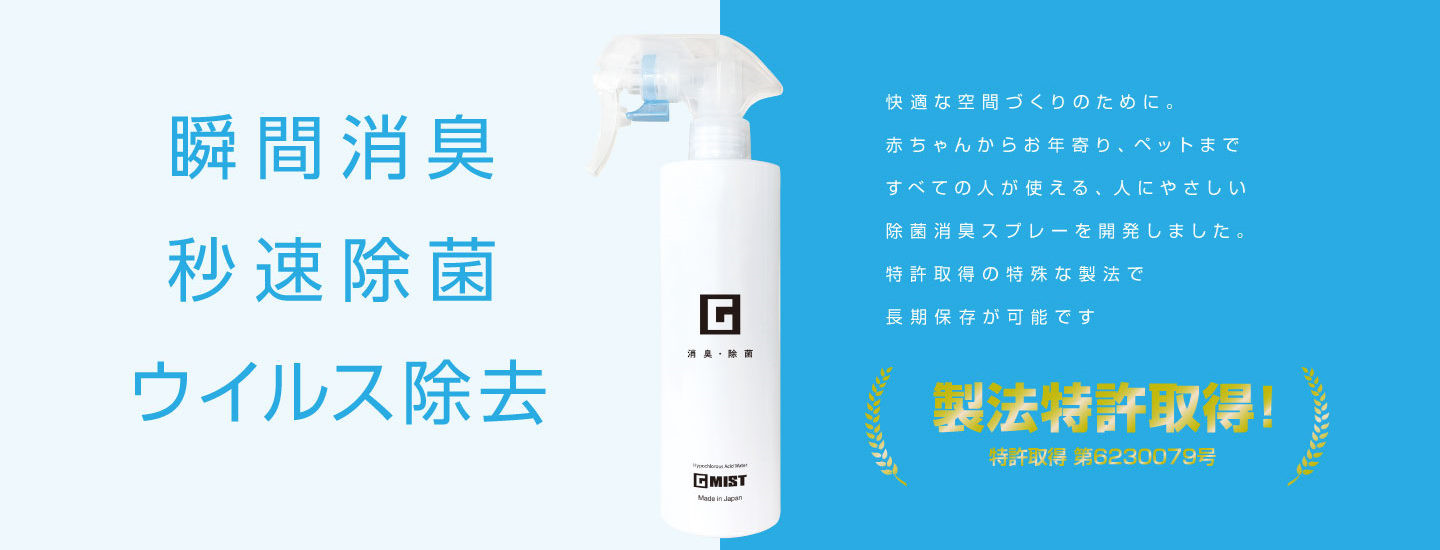 瞬間消臭
秒速除菌
ウイルス除去
G
消臭・除菌
Hypochlorous Acid Water
GMIST
Made in Japan
快適な空間づくりのために。
赤ちゃんからお年寄り、ペットまで
すべての人が使える、人にやさしい
除菌消臭スプレーを開発しました。
特許取得の特殊な製法で
長期保存が可能です
製法特許取得!
特許取得 第6230079号